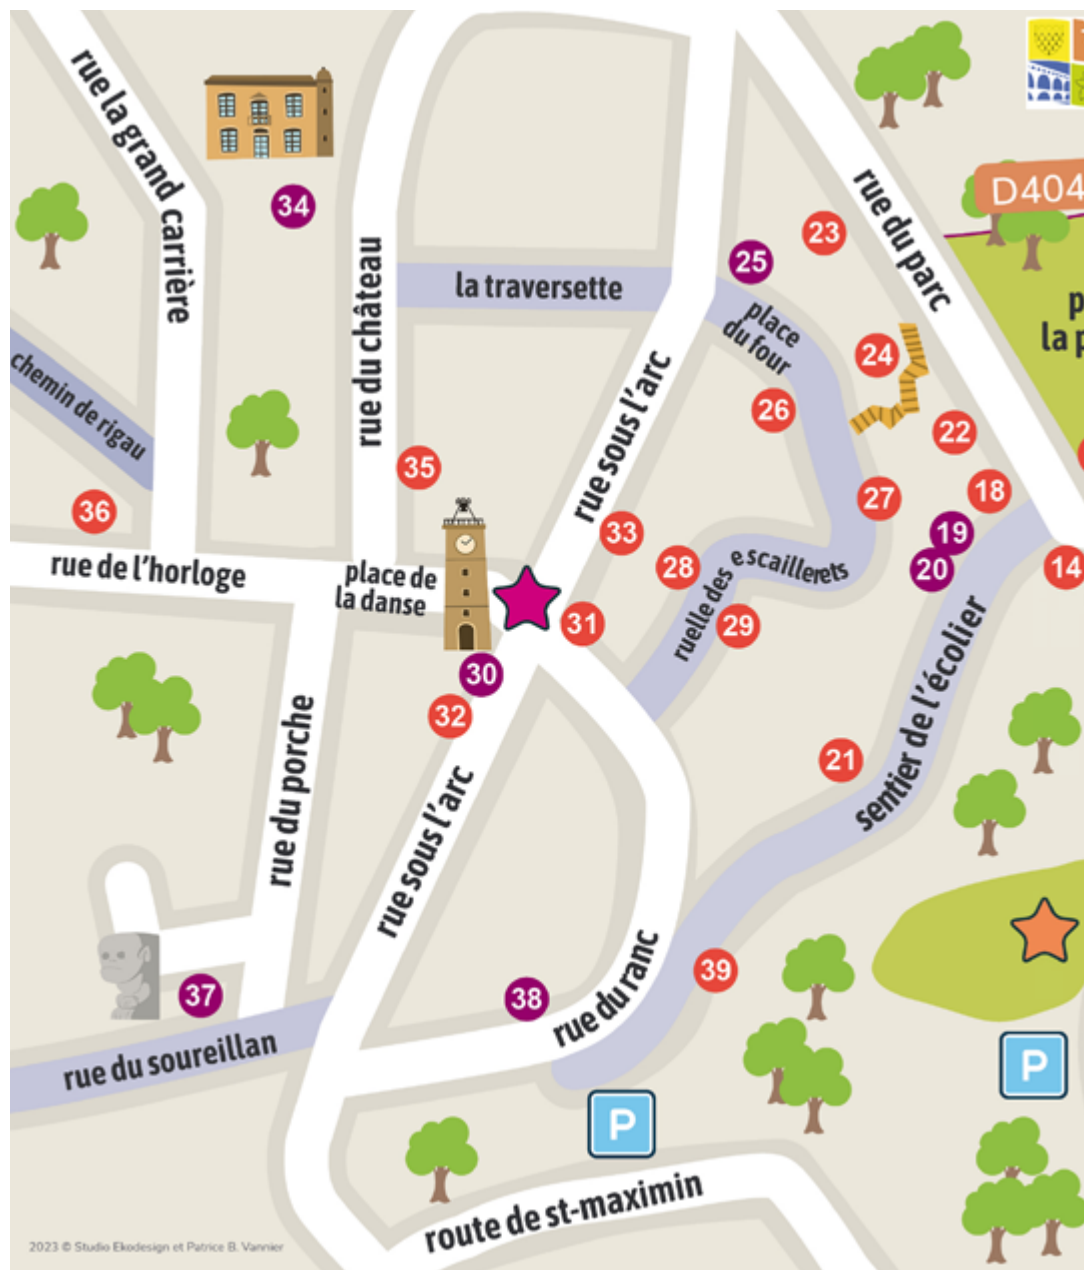 rue la grand carrière
34
23
D404
rue du parc
25
la traversette
place
du four
rue du château
24
chemin de rigau
26
rue sous l'arc
22
35
18
27
36
33
19
20
14
28
rue de l'horloge
place de
la danse
ruelle des escaillerets
31
29
30
32
sentier de l'écolier
rue du porche
21
rue sous l'arc
39
37
38
rue du ranc
rue du soureillan
P
P
route de st-maximin
2023 © Studio Ekodesign et Patrice B. Vannier